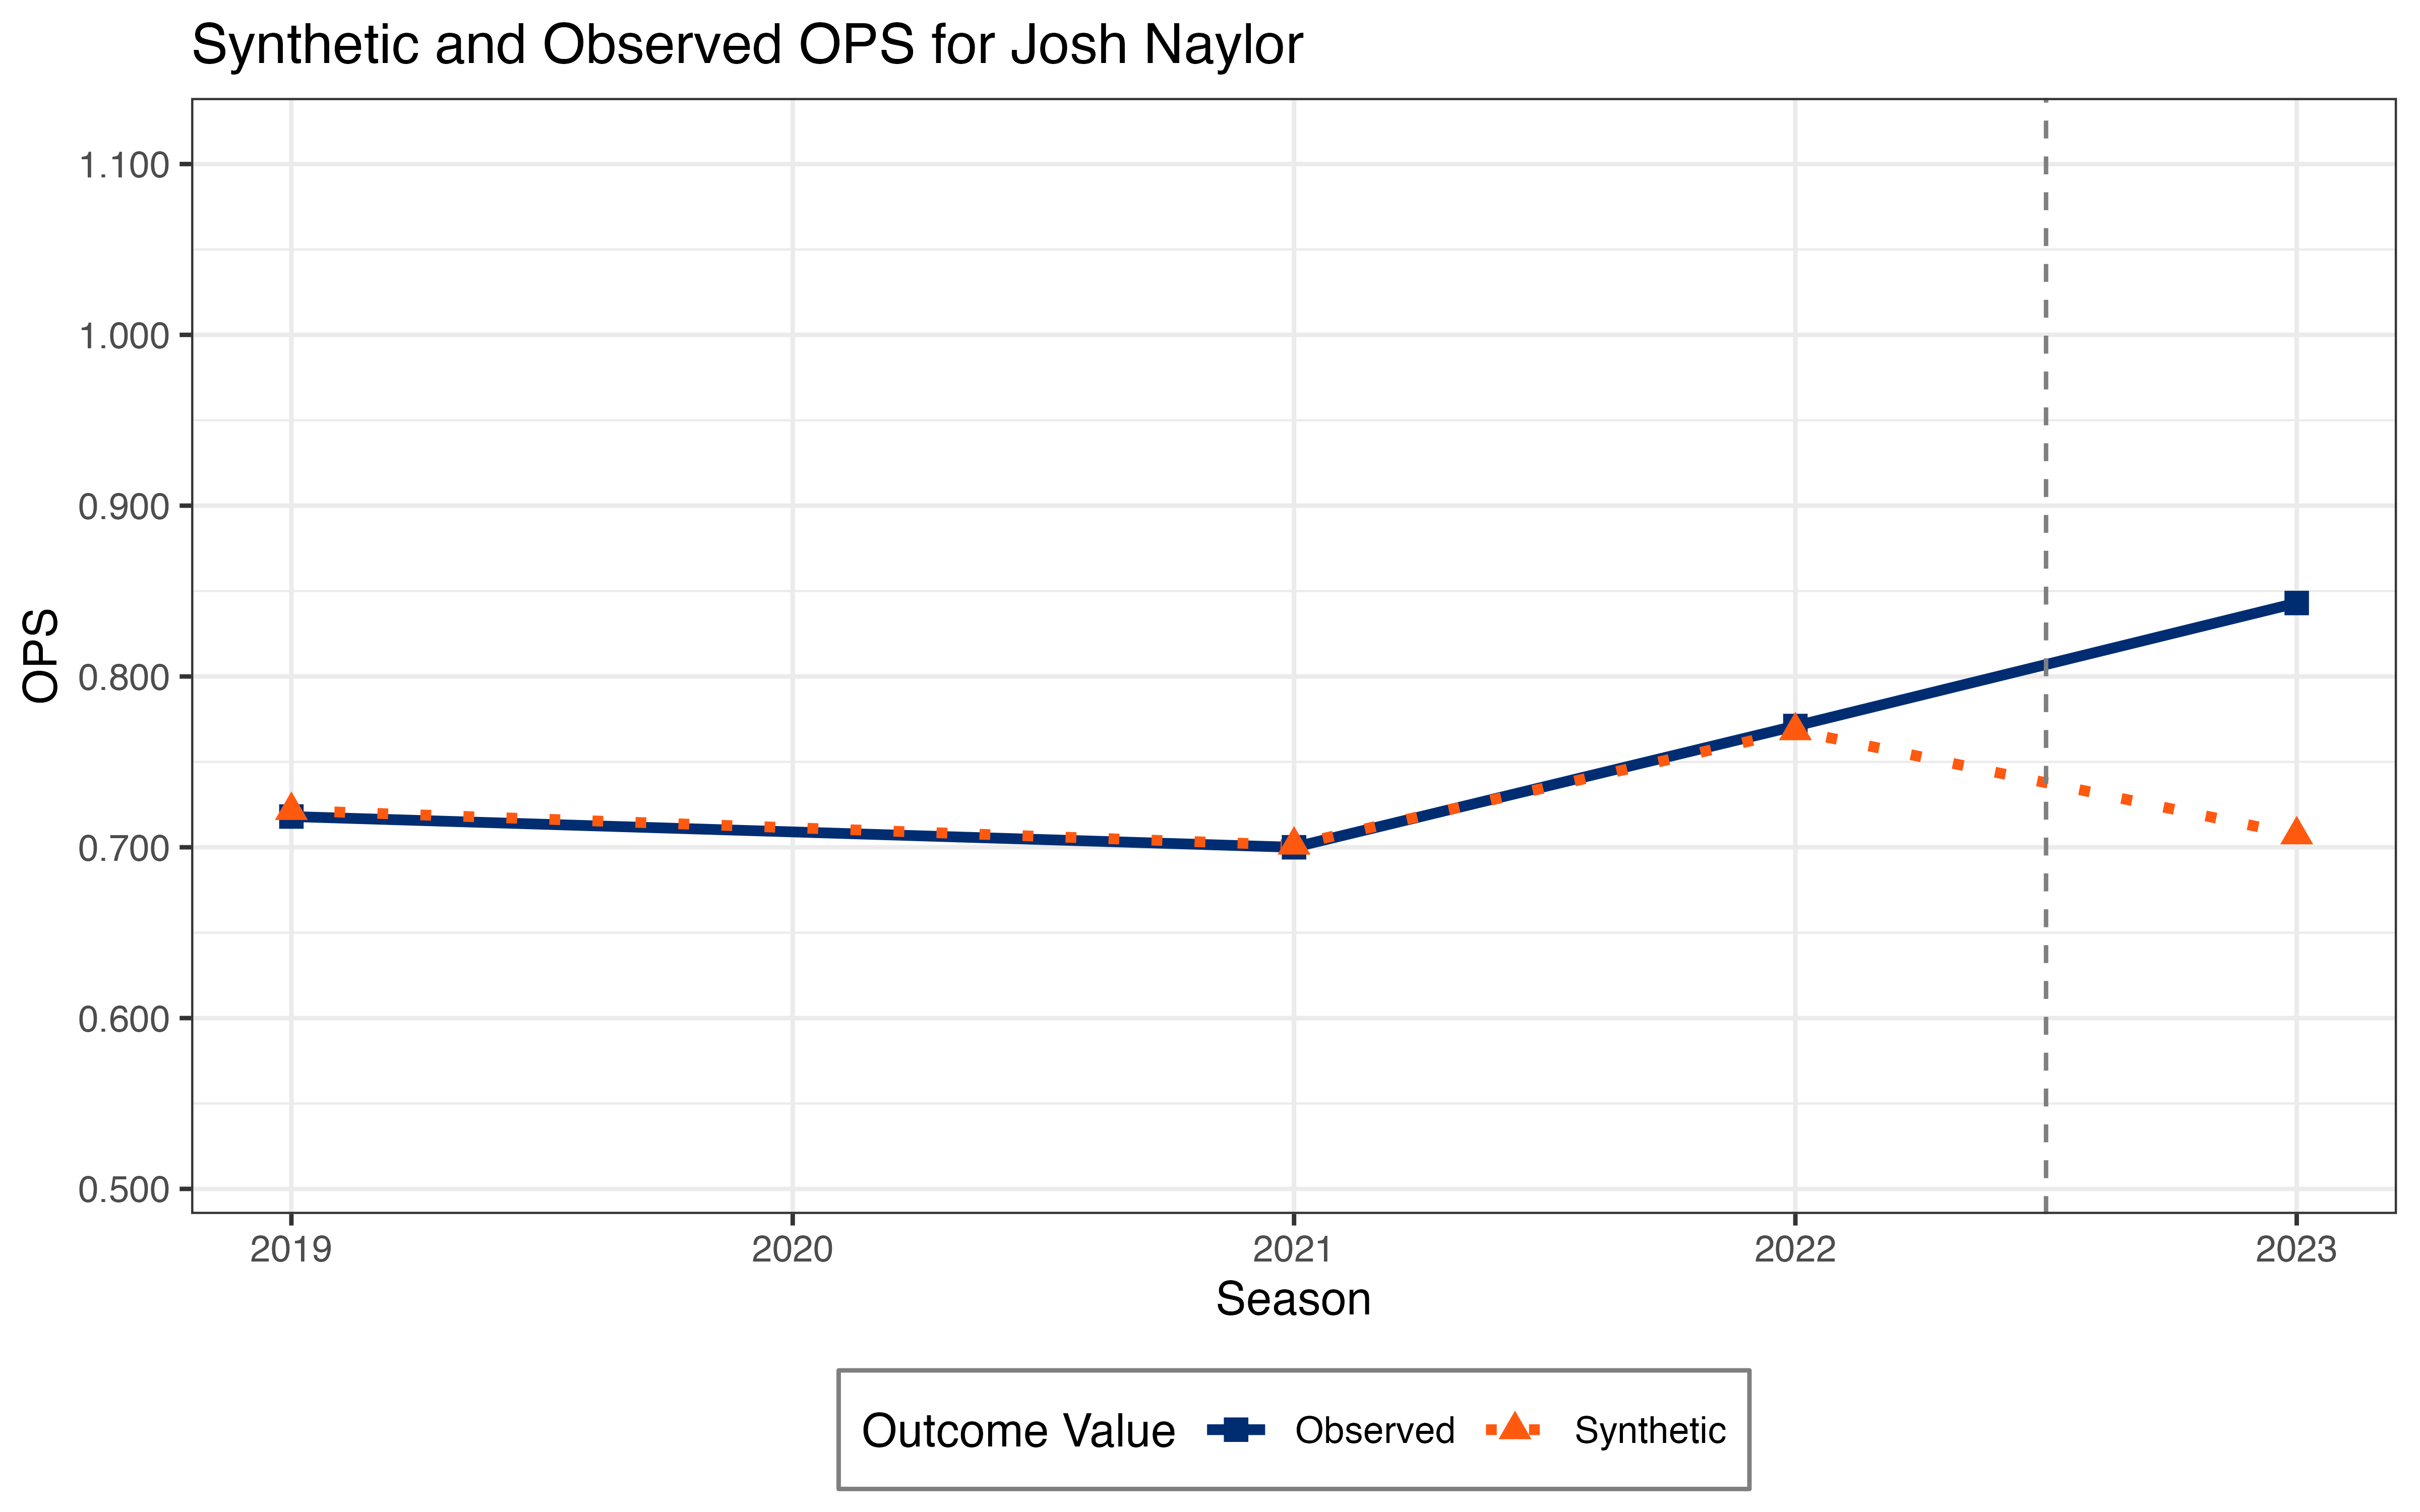 Synthetic and Observed OPS for Josh Naylor
1.100
1.000
0.900
0.800
0.700
0.600
0.500
OPS
2019 2020 2021 2022 2023
Season
Outcome Value Observed Synthetic